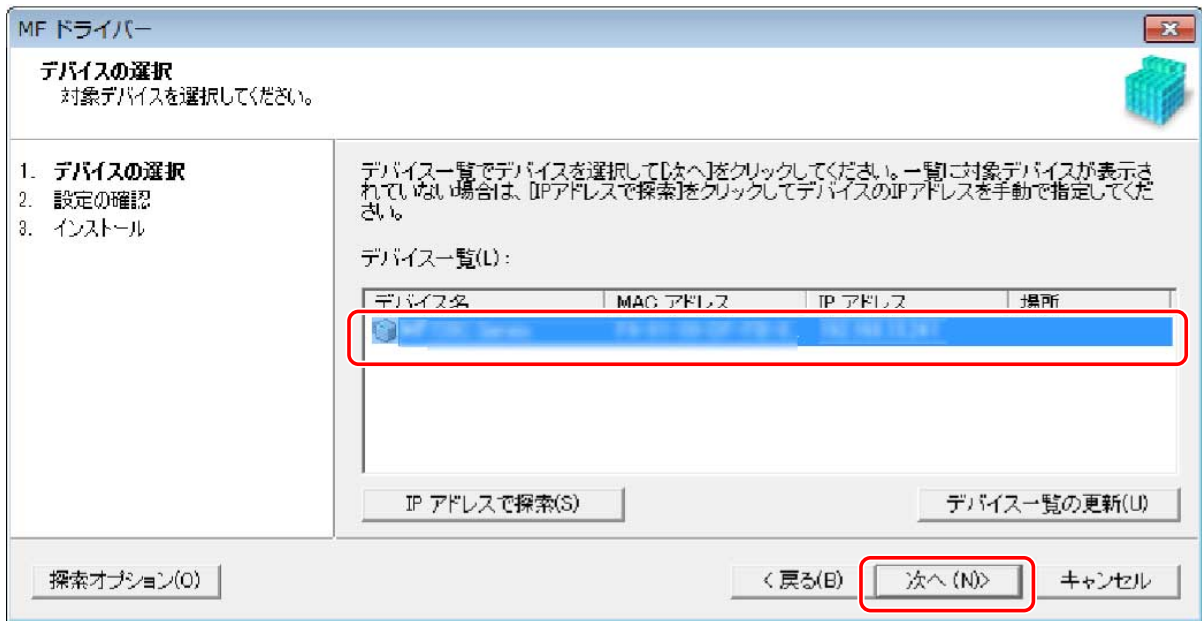 MF ドライバー
デバイスの選択
対象デバイスを選択してください。
1. デバイスの選択
2. 設定の確認
3. インストール
デバイス一覧でデバイスを選択して[次へ]をクリックしてください。一覧に対象デバイスが表示さ
れていない場合は、[IPアドレスで探索]をクリックしてデバイスのIPアドレスを手動で指定してくだ
さい。
デバイス一覧(L):
デバイス名 MAC アドレス IP アドレス 場所
IP アドレスで探索(S) デバイス一覧の更新(U)
探索オプション(O) < 戻る(B) 次へ (N)> キャンセル